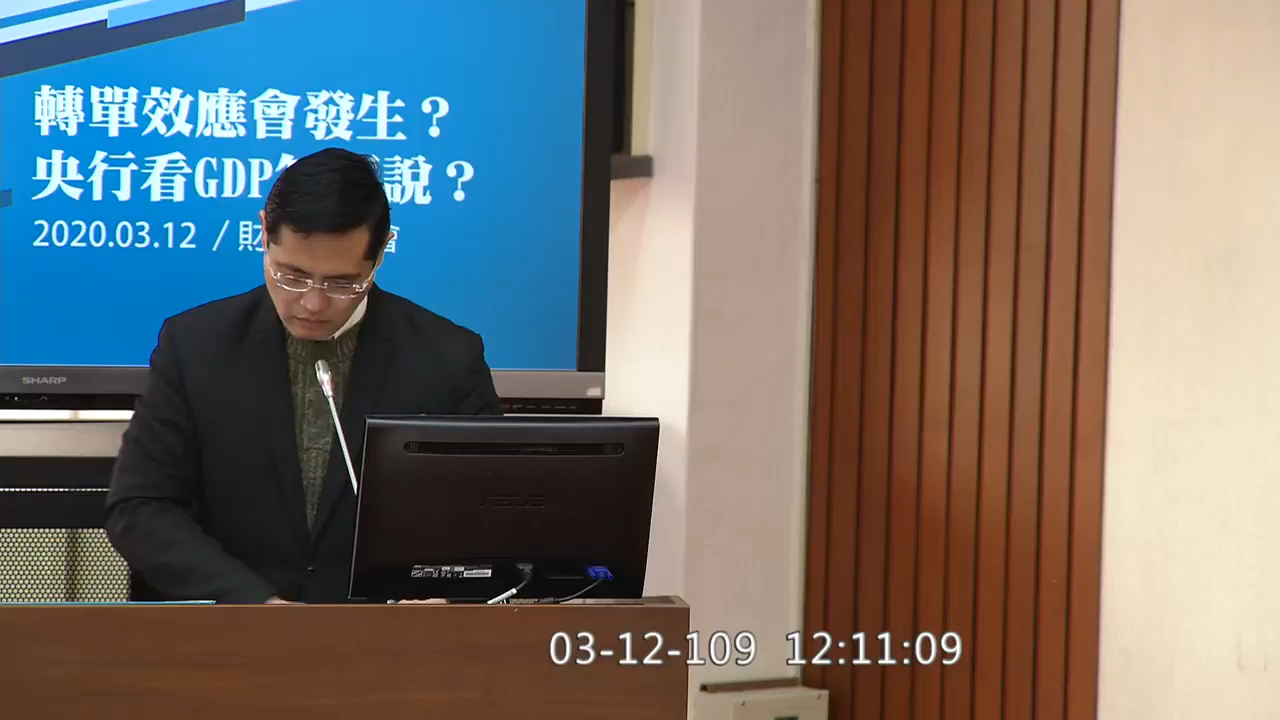 轉單效應會發生？
央行看GDP 說？
2020.03.12 / 財
SHARP
ASUS
03-12-109 12:11:09